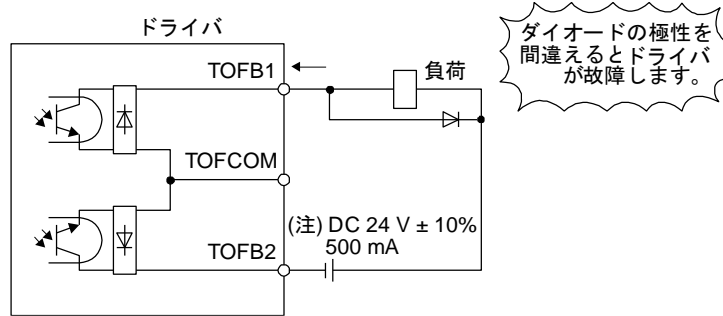 ドライバ
ダイオードの極性を
間違えるとドライバ
が故障します。
TOFB1
負荷
TOFCOM
(注) DC 24 V ± 10%
500 mA
TOFB2